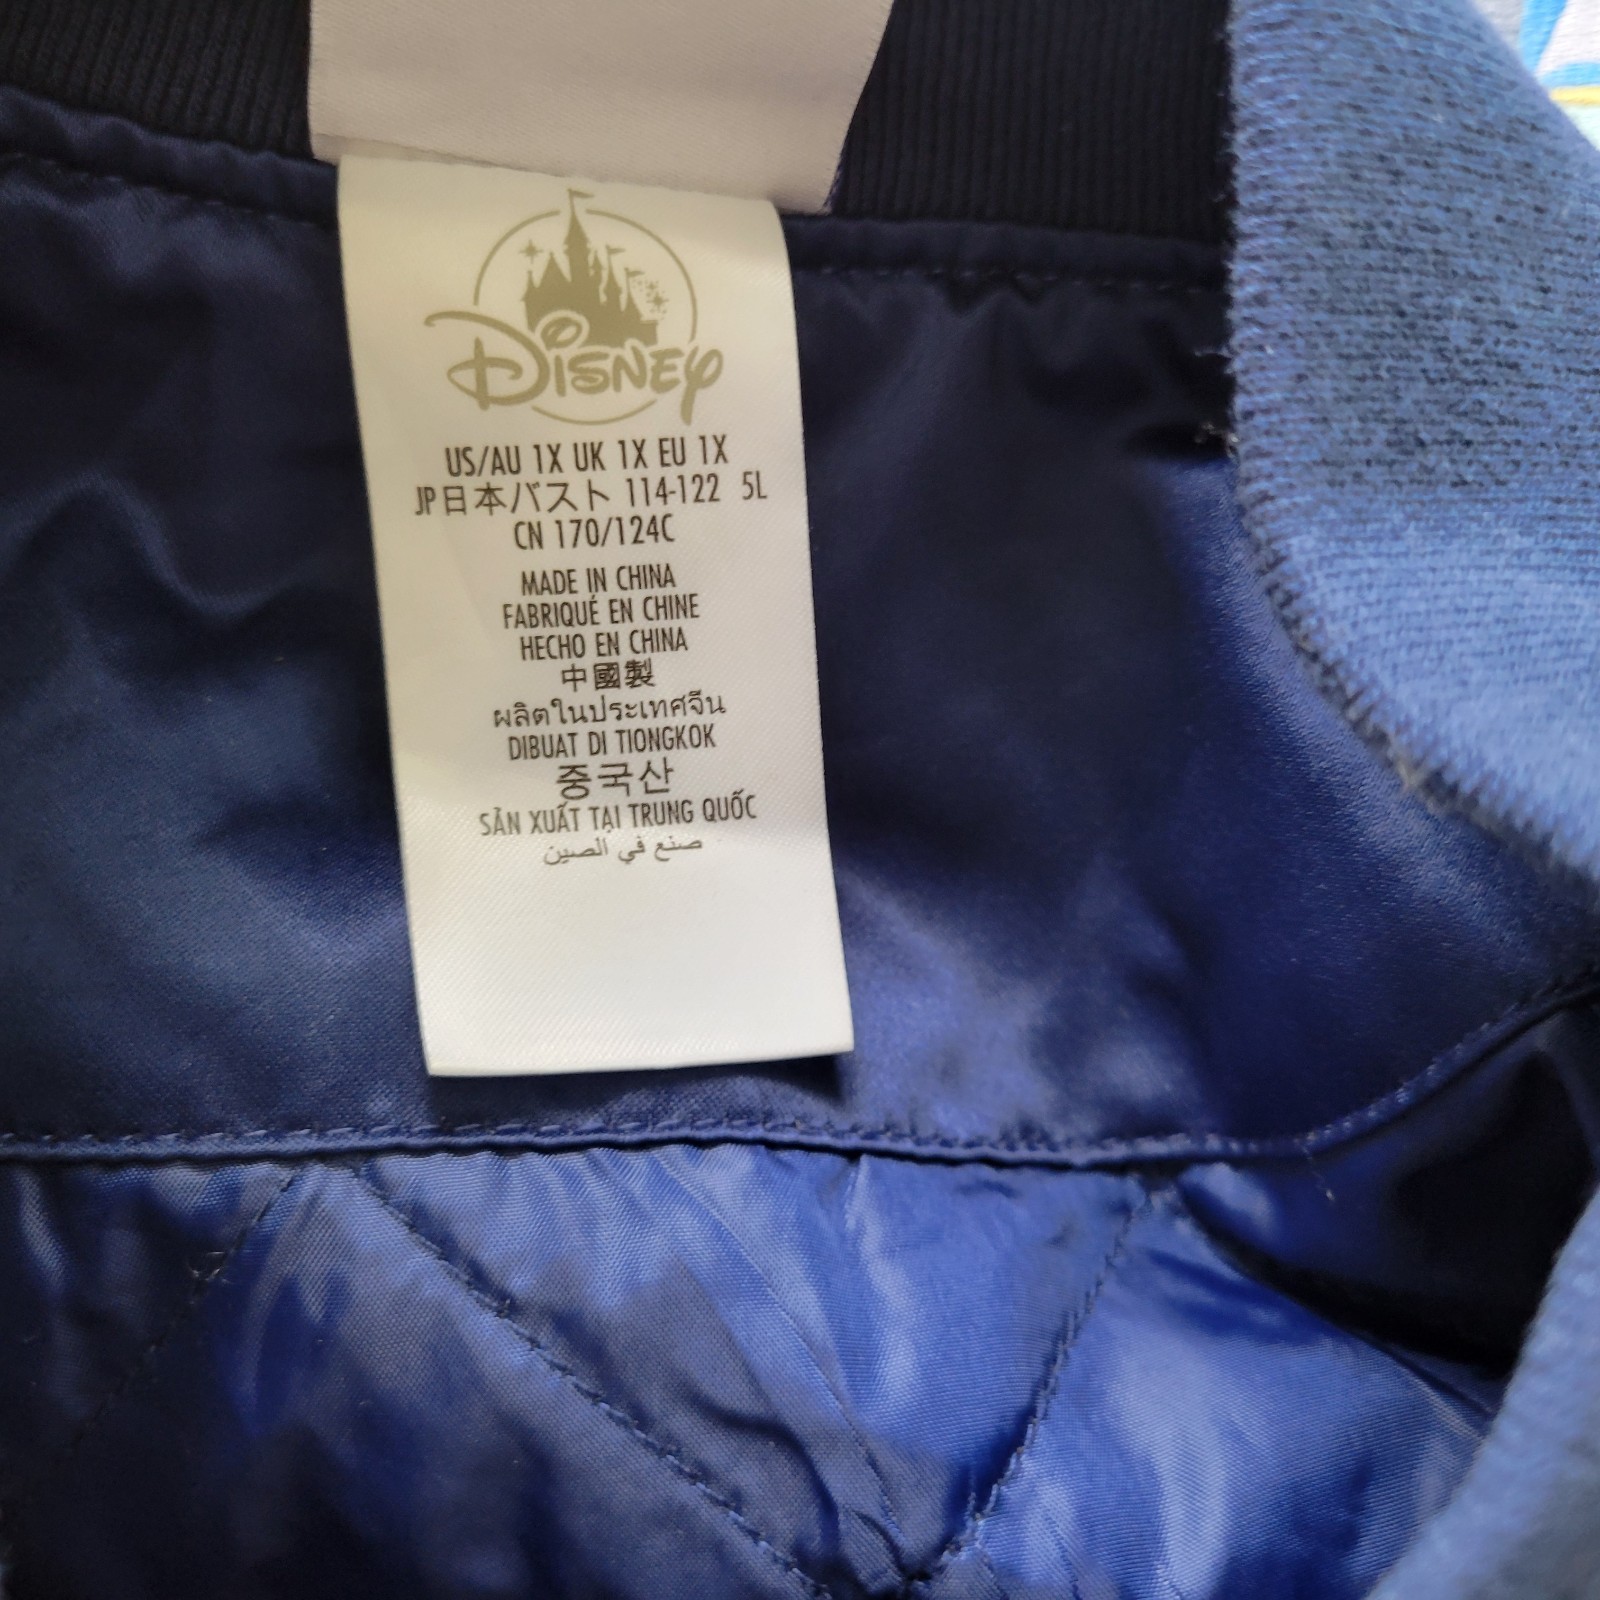 Disney
US/AU 1X UK 1X EU 1X
JP日本バスト 114-122 5L
CN 170/124C
MADE IN CHINA
FABRIQUÉ EN CHINE
HECHO EN CHINA
中國製
ผลิตในประเทศจีน
DIBUAT DI TIONGKOK
중국산
SẢN XUẤT TẠI TRUNG QUỐC
صنع في الصين